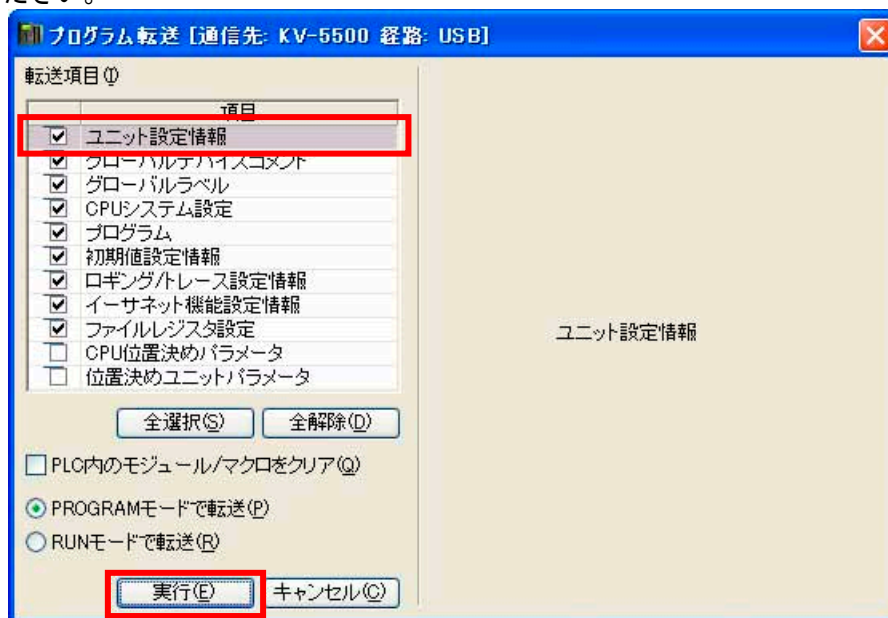 ださい。
プログラム転送 [通信先: KV-5500 経路: USB]
転送項目(I)
項目
ユニット設定情報
グローバルデバイスコメント
グローバルラベル
CPUシステム設定
プログラム
初期値設定情報
ロギング/トレース設定情報
イーサネット機能設定情報
ファイルレジスタ設定
CPU位置決めパラメータ
位置決めユニットパラメータ
ユニット設定情報
全選択(S) 全解除(D)
PLC内のモジュール/マクロをクリア(Q)
PROGRAMモードで転送(P)
RUNモードで転送(R)
実行(E) キャンセル(C)